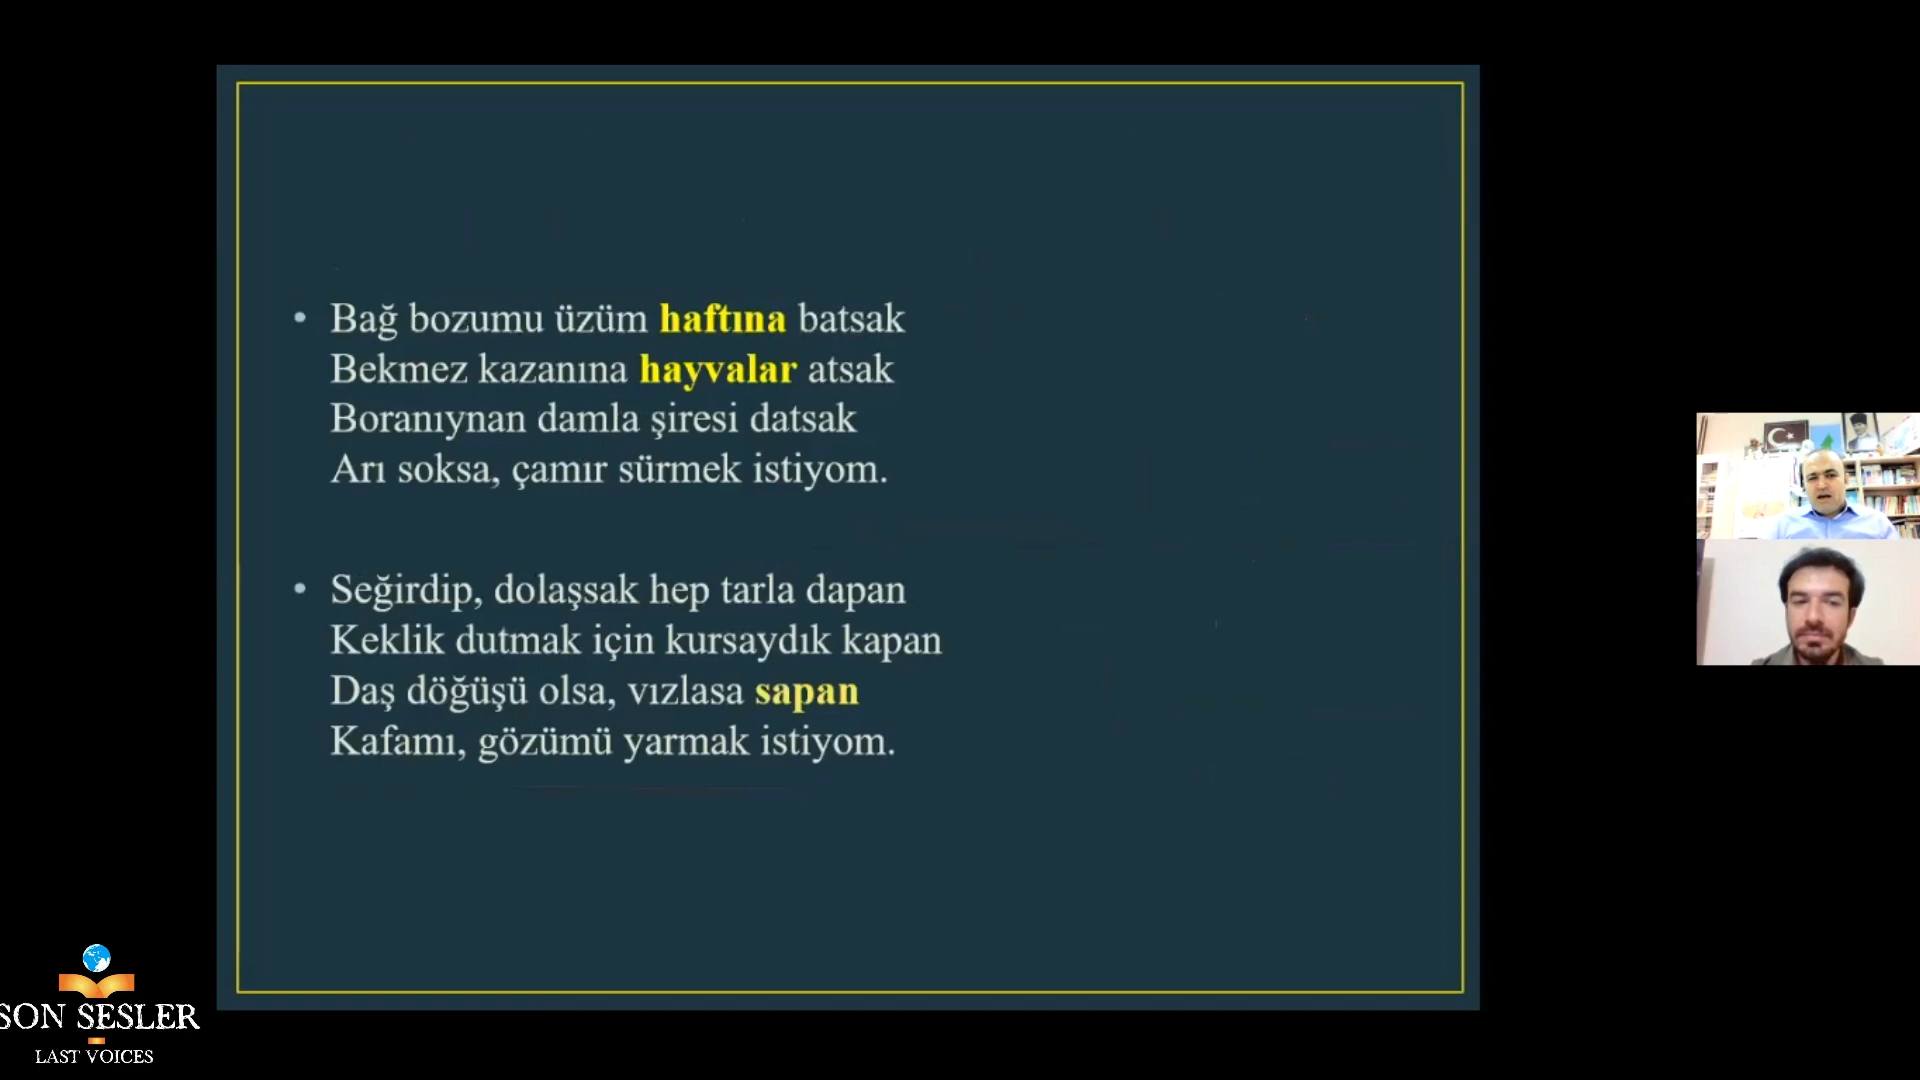 • Bağ bozumu üzüm haftına batsak
Bekmez kazanına hayvalar atsak
Boranıynan damla şiresi datsak
Arı soksa, çamır sürmek istiyom.
• Seğirdip, dolaşsak hep tarla dapan
Keklik dutmak için kursaydık kapan
Daş döğüşü olsa, vızlasa sapan
Kafamı, gözümü yarmak istiyom.
SON SESLER
LAST VOICES